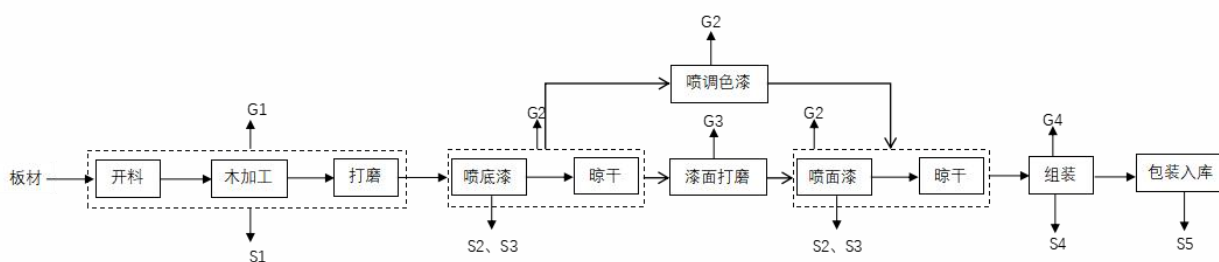 G2
喷调色漆
G1
G2
G3
G2
G4
板材
开料
木加工
打磨
喷底漆
晾干
漆面打磨
喷面漆
晾干
组装
包装入库
S1
S2、S3
S2、S3
S4
S5